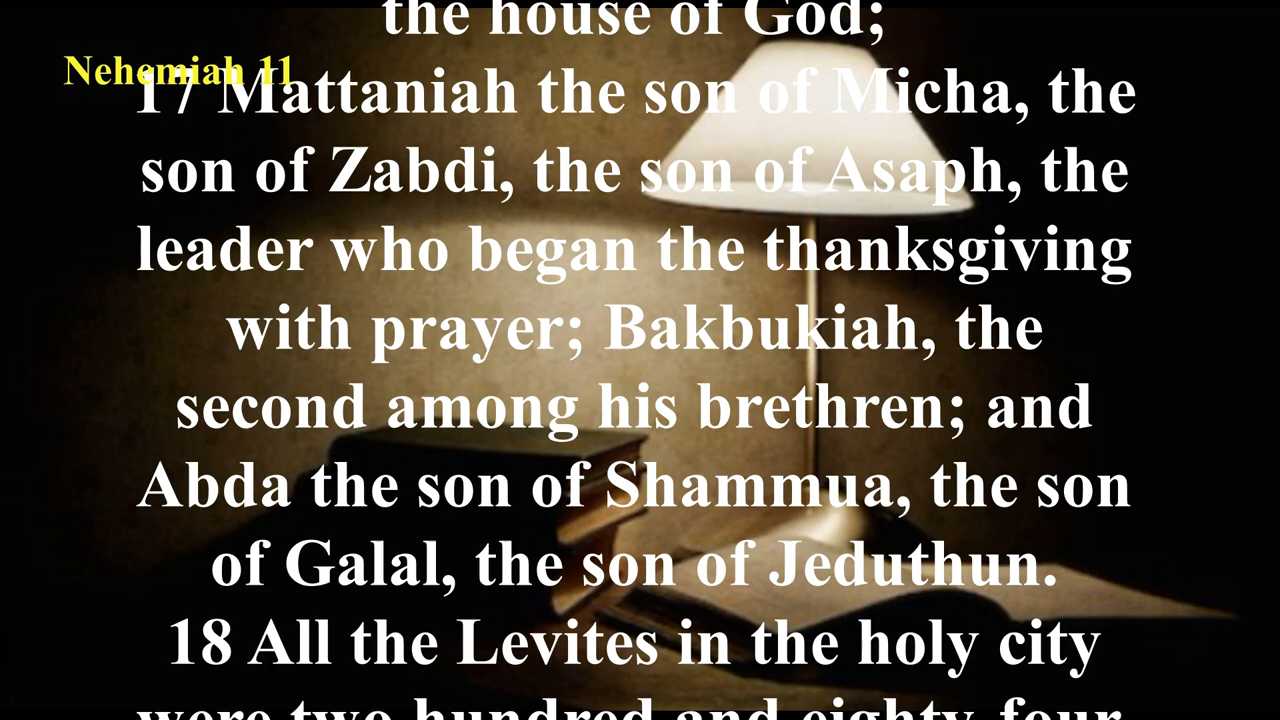 the house of God;
Nehemiah 11
17 Mattaniah the son of Micha, the
son of Zabdi, the son of Asaph, the
leader who began the thanksgiving
with prayer; Bakbukiah, the
second among his brethren; and
Abda the son of Shammua, the son
of Galal, the son of Jeduthun.
18 All the Levites in the holy city
were two hundred and eighty-four